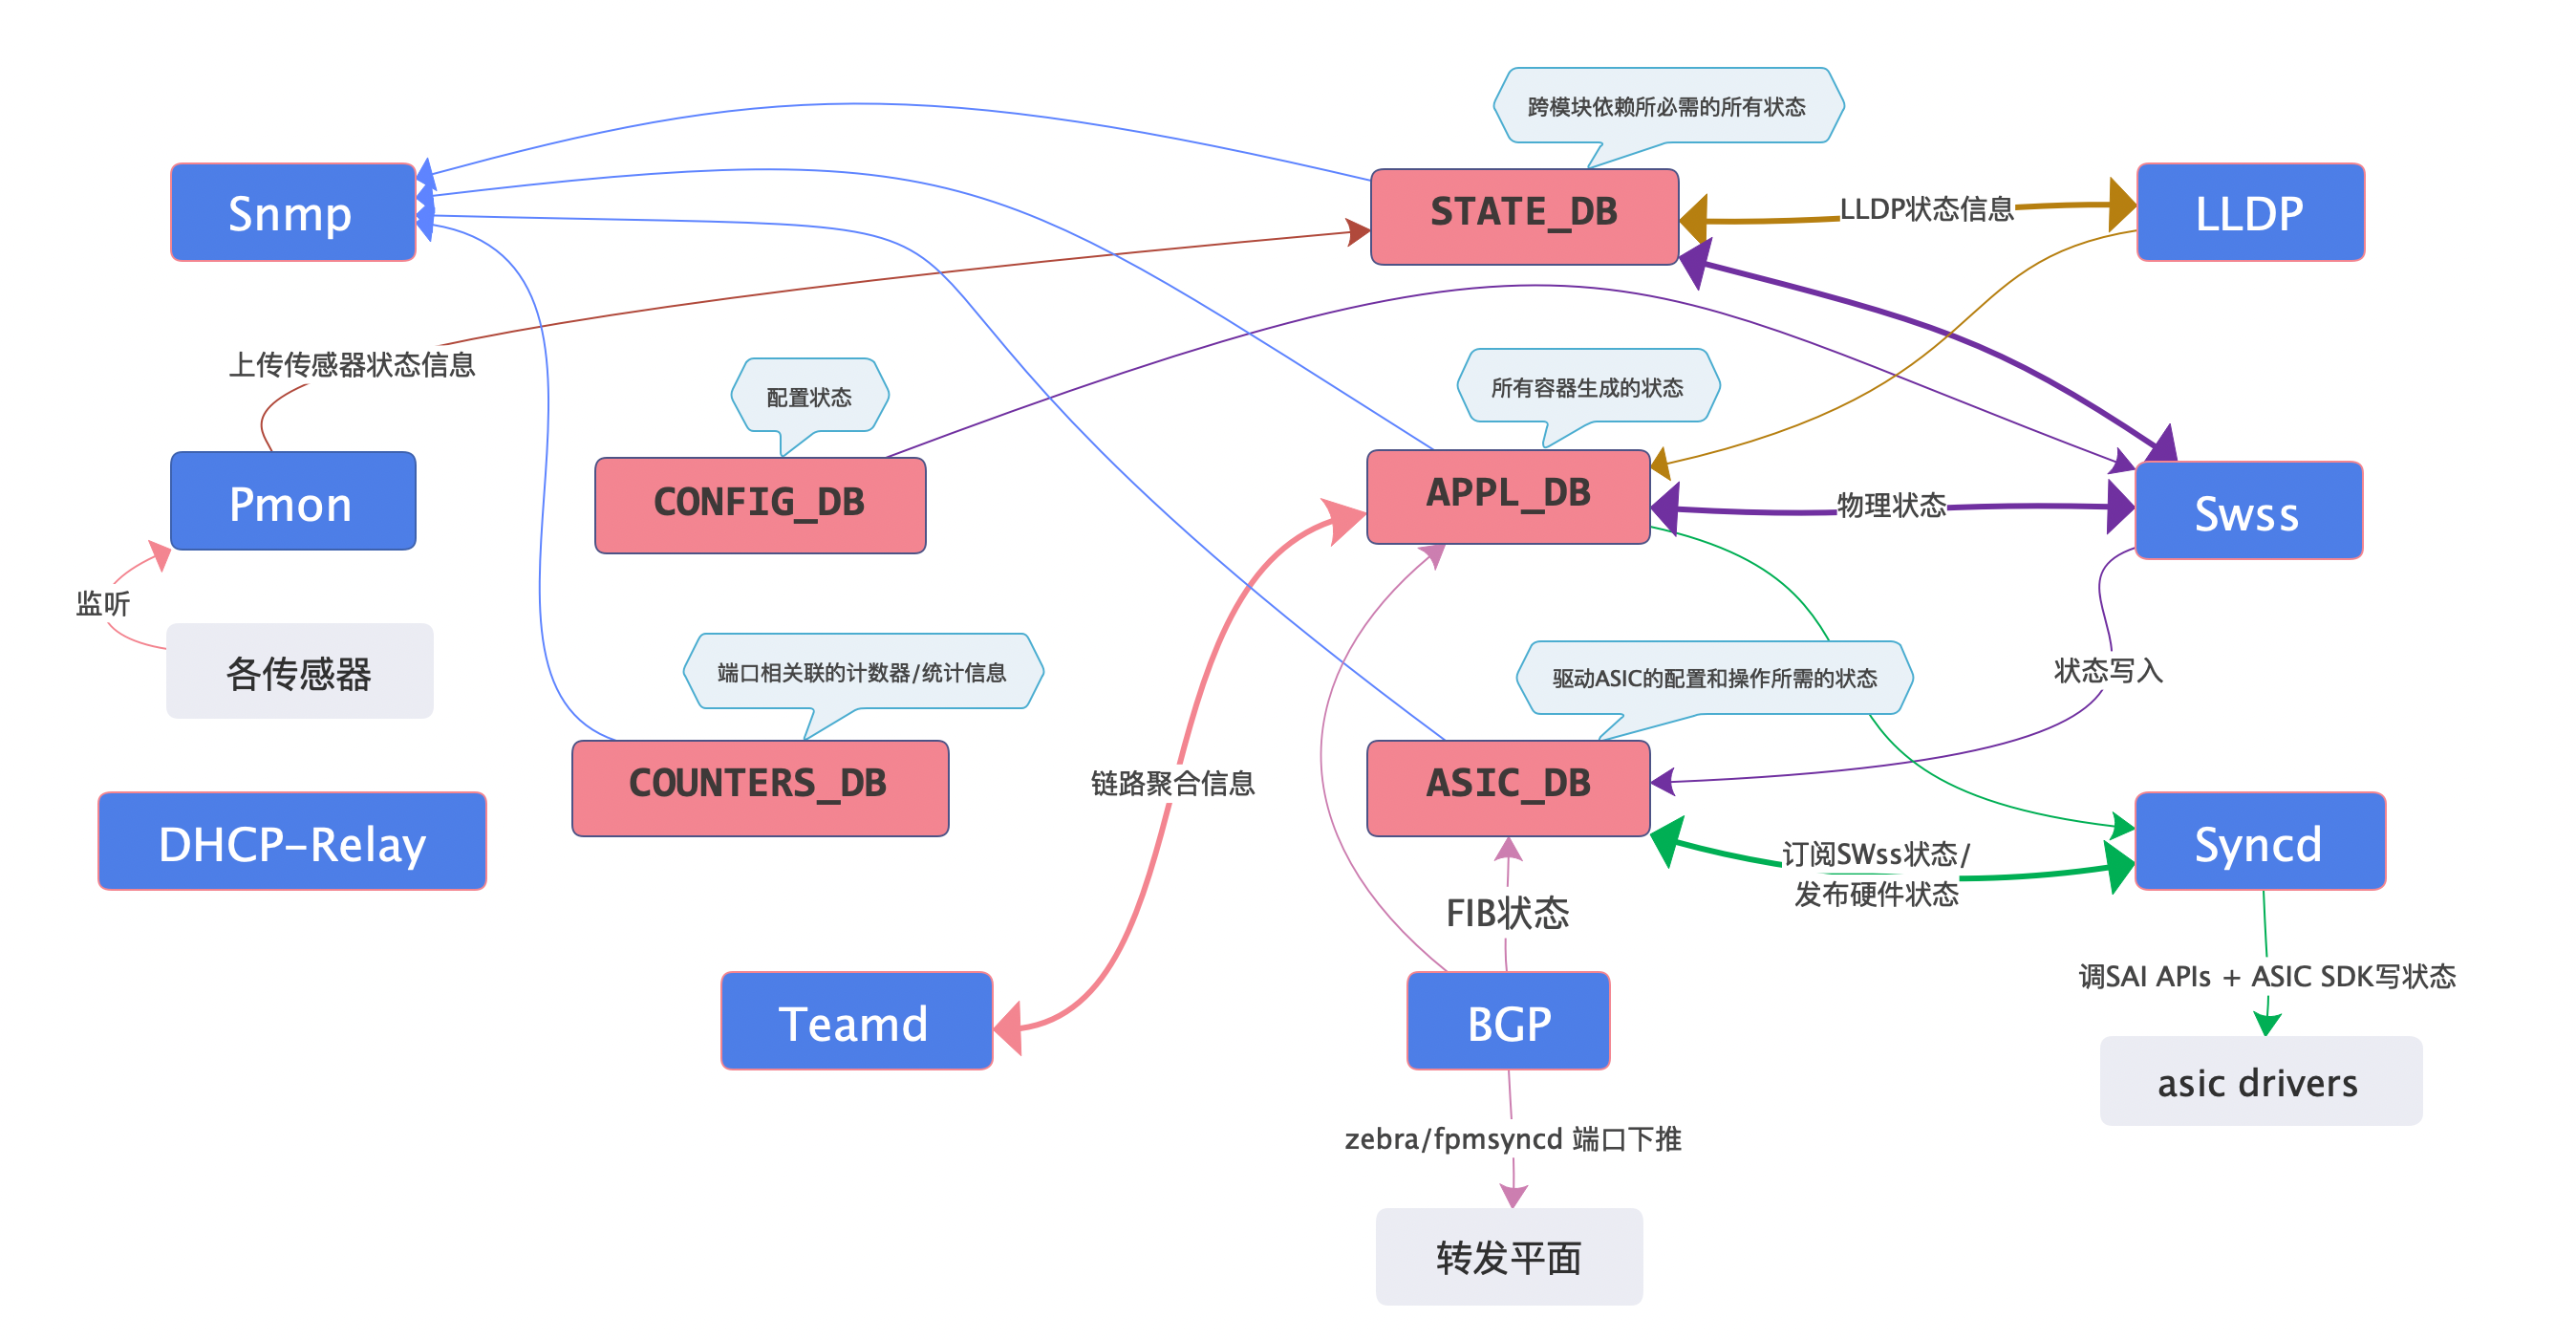 跨模块依赖所必需的所有状态
Snmp
STATE_DB
LLDP状态信息
LLDP
上传传感器状态信息
配置状态
所有容器生成的状态
Pmon
CONFIG_DB
APPL_DB
物理状态
Swss
监听
各传感器
端口相关联的计数器/统计信息
驱动ASIC的配置和操作所需的状态
状态写入
COUNTERS_DB
链路聚合信息
ASIC_DB
DHCP-Relay
订阅SWss状态/
发布硬件状态
Syncd
FIB状态
调SAI APIs + ASIC SDK写状态
Teamd
BGP
asic drivers
zebra/fpmsyncd 端口下推
转发平面